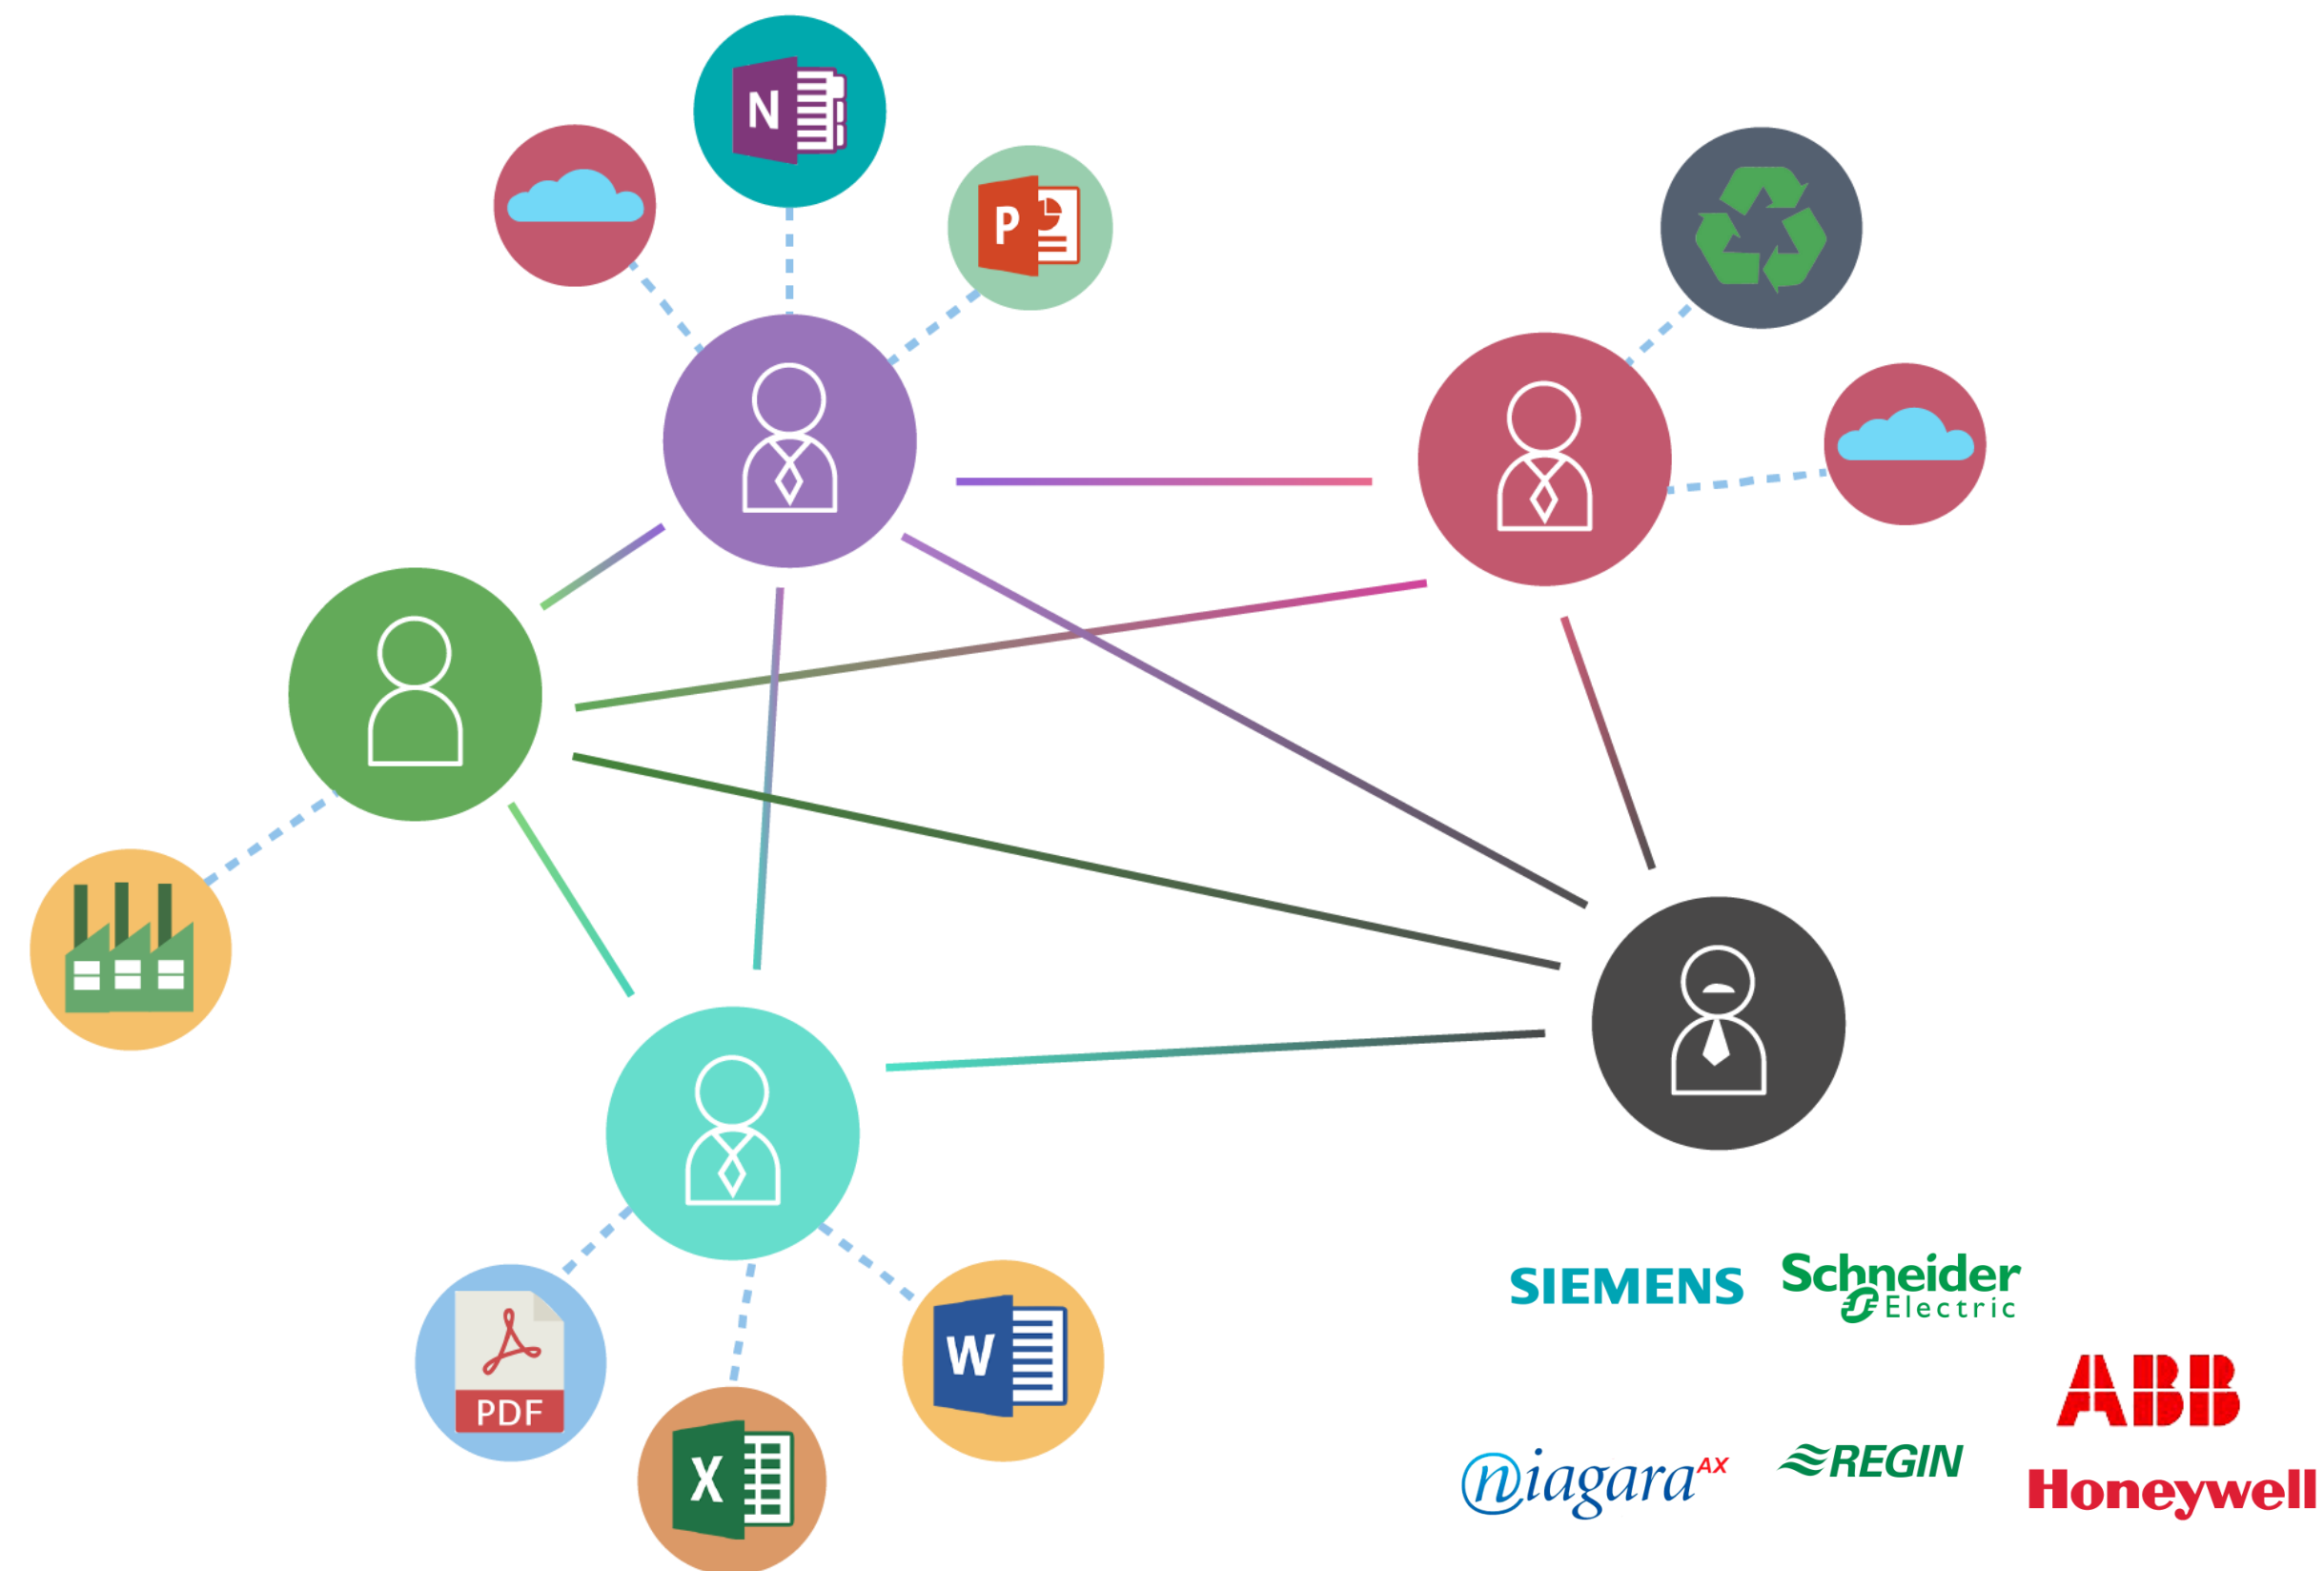 N
P
PDF
X
W
SIEMENS
Schneider
Electric
ABB
niagara AX
REGIN
Honeywell